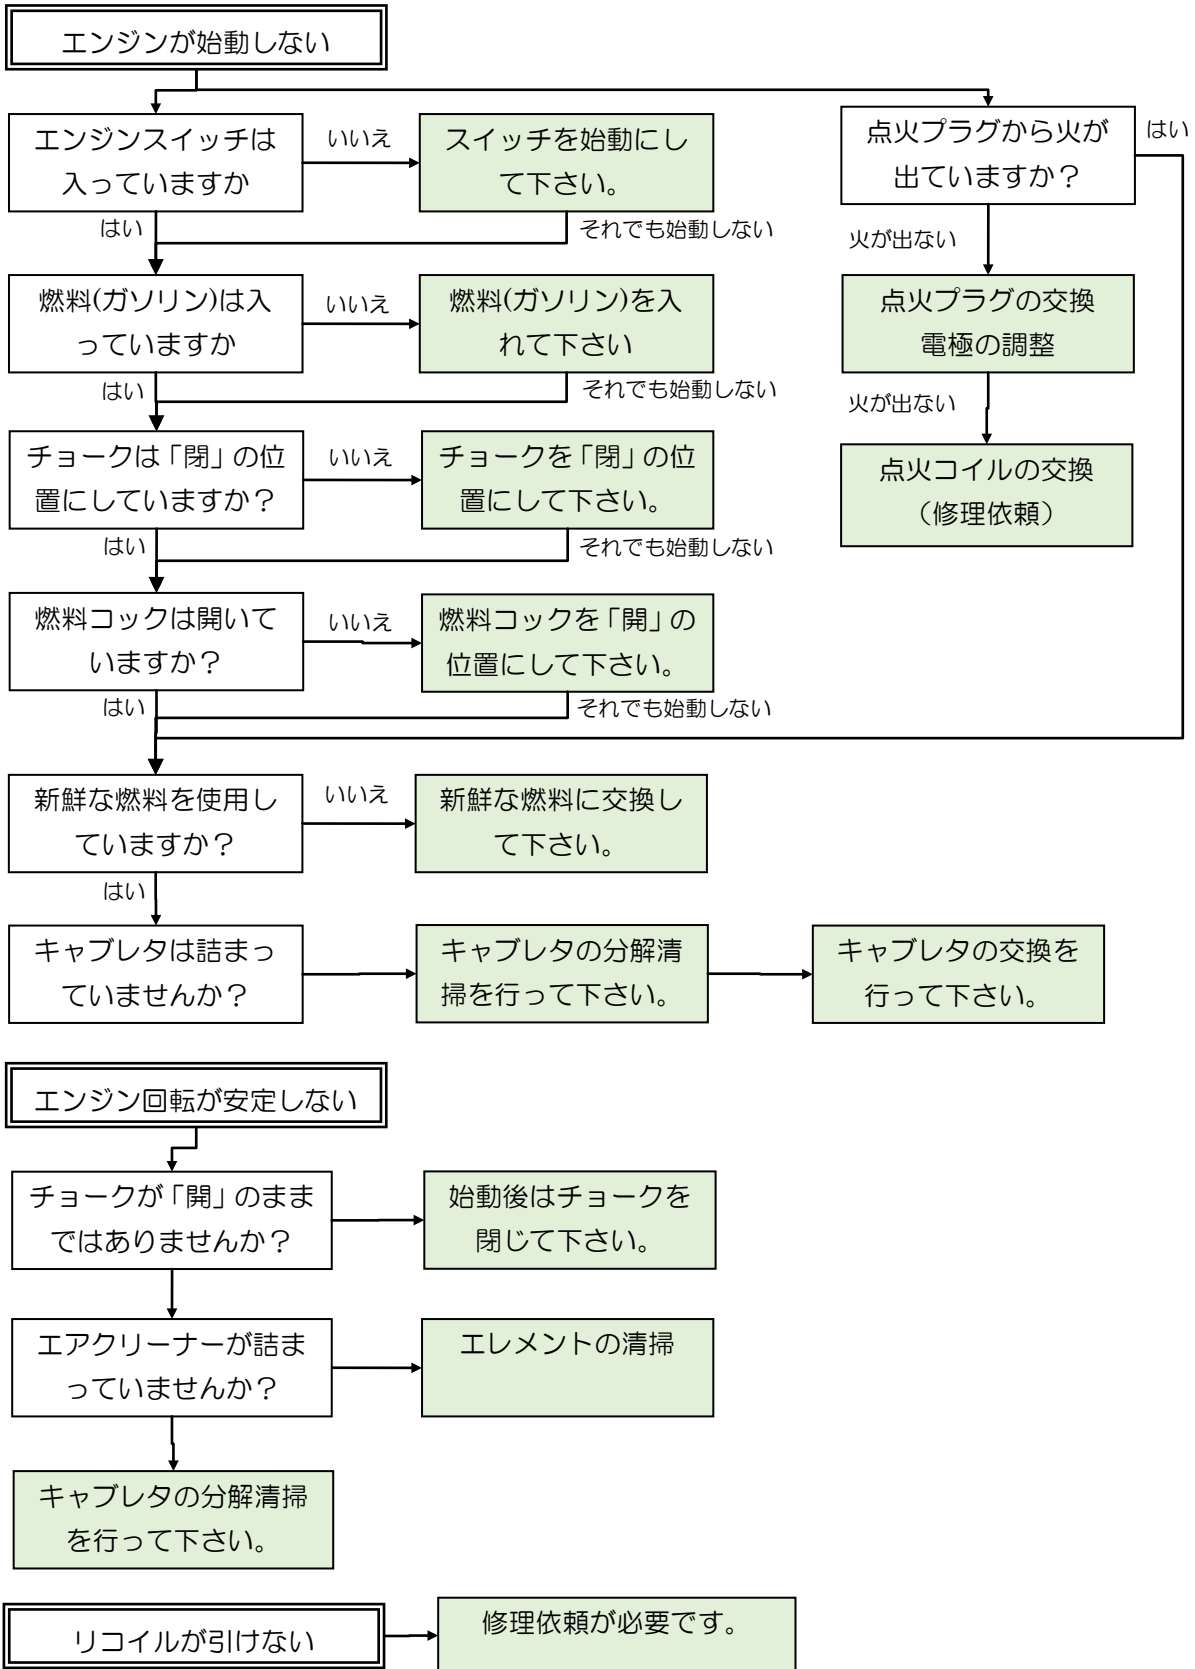 エンジンが始動しない
エンジンスイッチは
入っていますか
いいえ
スイッチを始動にし
て下さい。
点火プラグから火が
出ていますか？
はい
はい
それでも始動しない
火が出ない
燃料(ガソリン)は入
っていますか
いいえ
燃料(ガソリン)を入
れて下さい
点火プラグの交換
電極の調整
はい
それでも始動しない
火が出ない
チョークは「閉」の位
置にしていますか？
いいえ
チョークを「閉」の位
置にして下さい。
点火コイルの交換
（修理依頼）
はい
それでも始動しない
燃料コックは開いて
いますか？
いいえ
燃料コックを「開」の
位置にして下さい。
はい
それでも始動しない
新鮮な燃料を使用し
ていますか？
いいえ
新鮮な燃料に交換し
て下さい。
はい
キャブレタは詰まっ
ていませんか？
キャブレタの分解清
掃を行って下さい。
キャブレタの交換を
行って下さい。
エンジン回転が安定しない
チョークが「開」のまま
ではありませんか？
始動後はチョークを
閉じて下さい。
エアクリーナーが詰ま
っていませんか？
エレメントの清掃
キャブレタの分解清掃
を行って下さい。
リコイルが引けない
修理依頼が必要です。